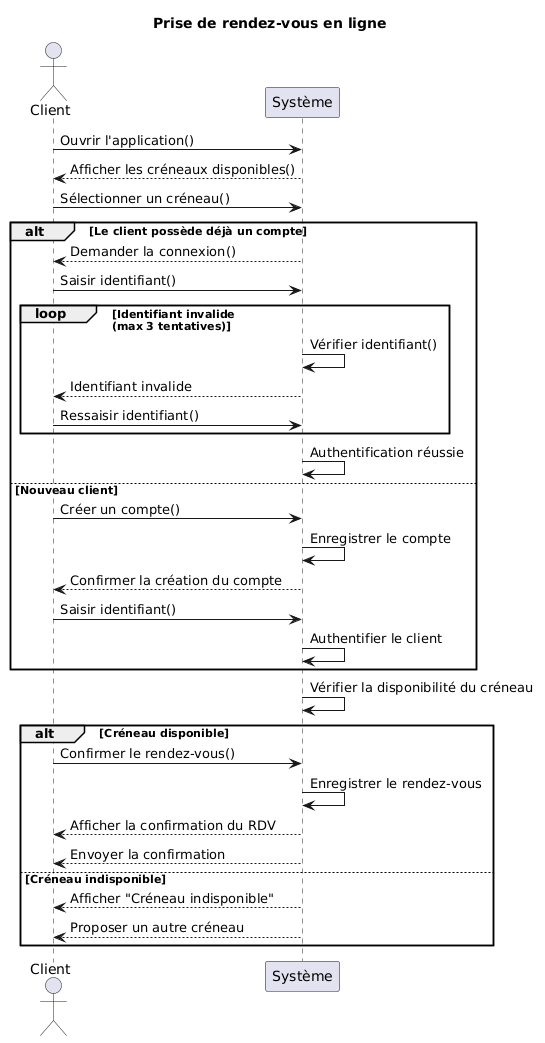 Prise de rendez-vous en ligne
Client
Système
Ouvrir l'application()
Afficher les créneaux disponibles()
Sélectionner un créneau()
alt [Le client possède déjà un compte]
Demander la connexion()
Saisir identifiant()
loop [Identifiant invalide
(max 3 tentatives)]
Vérifier identifiant()
Identifiant invalide
Ressaisir identifiant()
Authentification réussie
[Nouveau client]
Créer un compte()
Enregistrer le compte
Confirmer la création du compte
Saisir identifiant()
Authentifier le client
Vérifier la disponibilité du créneau
alt [Créneau disponible]
Confirmer le rendez-vous()
Enregistrer le rendez-vous
Afficher la confirmation du RDV
Envoyer la confirmation
[Créneau indisponible]
Afficher "Créneau indisponible"
Proposer un autre créneau
Client
Système